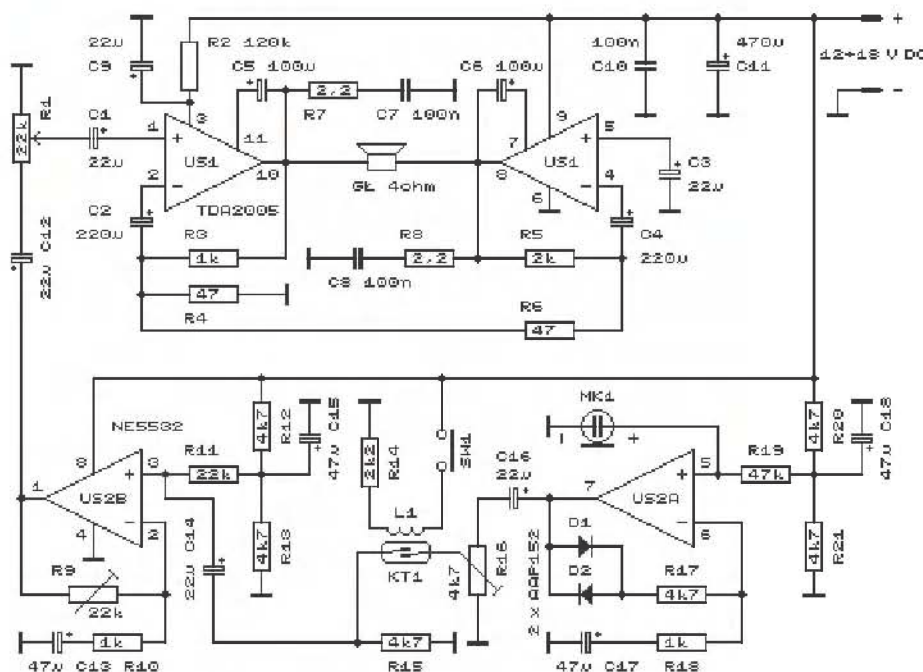 22u
C9
R2 120k
C5 100u
C6 100u
100n
C10
470u
C11
+
12÷18 V DC
-
R1
22k
C1
22u
1
+
2
-
3
US1
11
10
TDA2005
2,2
R7
C7 100n
GŁ 4ohm
7
8
9
6
US1
5
+
4
-
C3
22u
C2
220u
R3
1k
R4
47
C8 100n
R8
2,2
R5
2k
C4
220u
R6
47
22u C12
NE5532
8
1
US2B
4
3
+
2
-
R11
22k
4k7
R12
47u C15
4k7
R13
22u C14
R9
22k
47u C13 R10
1k
2k2
R14
SW1
L1
KT1
4k7
R15
4k7
R16
C16
22u
7
US2A
5
+
6
-
MK1
-
+
R19
47k
4k7
R20
47u C18
4k7
R21
D1
D2
2 x AAP152
R17
4k7
47u C17 R18
1k